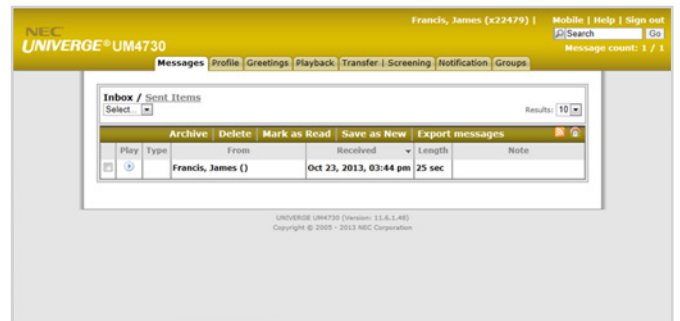 Francis, James (x22479) | Mobile | Help | Sign out
NEC
Search Go
UNIVERGE® UM4730
Message count: 1 / 1
Messages Profile Greetings Playback Transfer | Screening Notification Groups
Inbox / Sent Items
Select... Results: 10
Archive | Delete | Mark as Read | Save as New | Export messages
Play Type From Received Length Note
Francis, James () Oct 23, 2013, 03:44 pm 25 sec
UNIVERGE UM4730 (Version: 11.6.1.48)
Copyright © 2005 - 2013 NEC Corporation